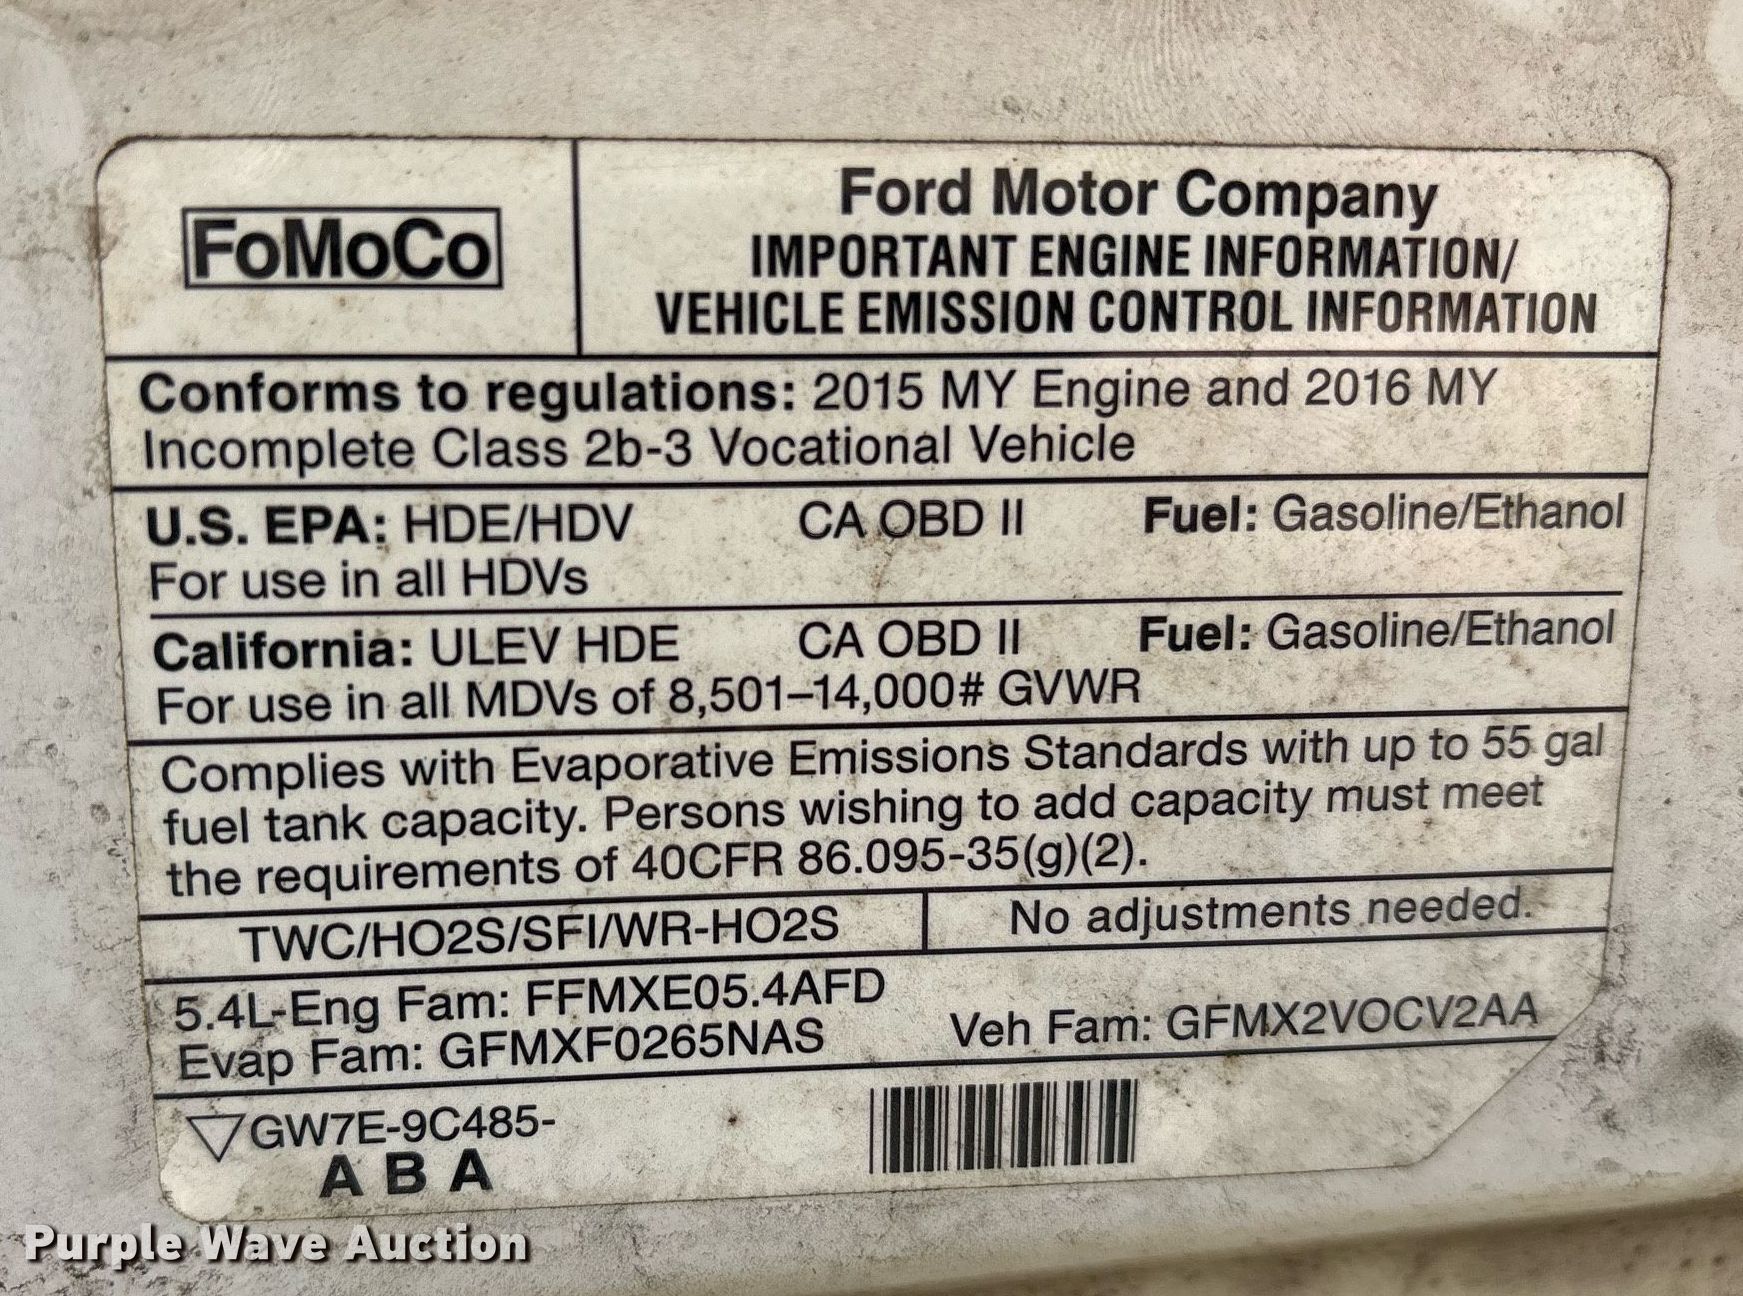 FoMoCo
Ford Motor Company
IMPORTANT ENGINE INFORMATION/
VEHICLE EMISSION CONTROL INFORMATION
Conforms to regulations: 2015 MY Engine and 2016 MY
Incomplete Class 2b-3 Vocational Vehicle
U.S. EPA: HDE/HDV CA OBD II Fuel: Gasoline/Ethanol
For use in all HDVs
California: ULEV HDE CA OBD II Fuel: Gasoline/Ethanol
For use in all MDVs of 8,501–14,000# GVWR
Complies with Evaporative Emissions Standards with up to 55 gal
fuel tank capacity. Persons wishing to add capacity must meet
the requirements of 40CFR 86.095-35(g)(2).
TWC/HO2S/SFI/WR-HO2S No adjustments needed.
5.4L-Eng Fam: FFMXE05.4AFD
Evap Fam: GFMXF0265NAS Veh Fam: GFMX2VOCV2AA
GW7E-9C485-
A B A
Purple Wave Auction